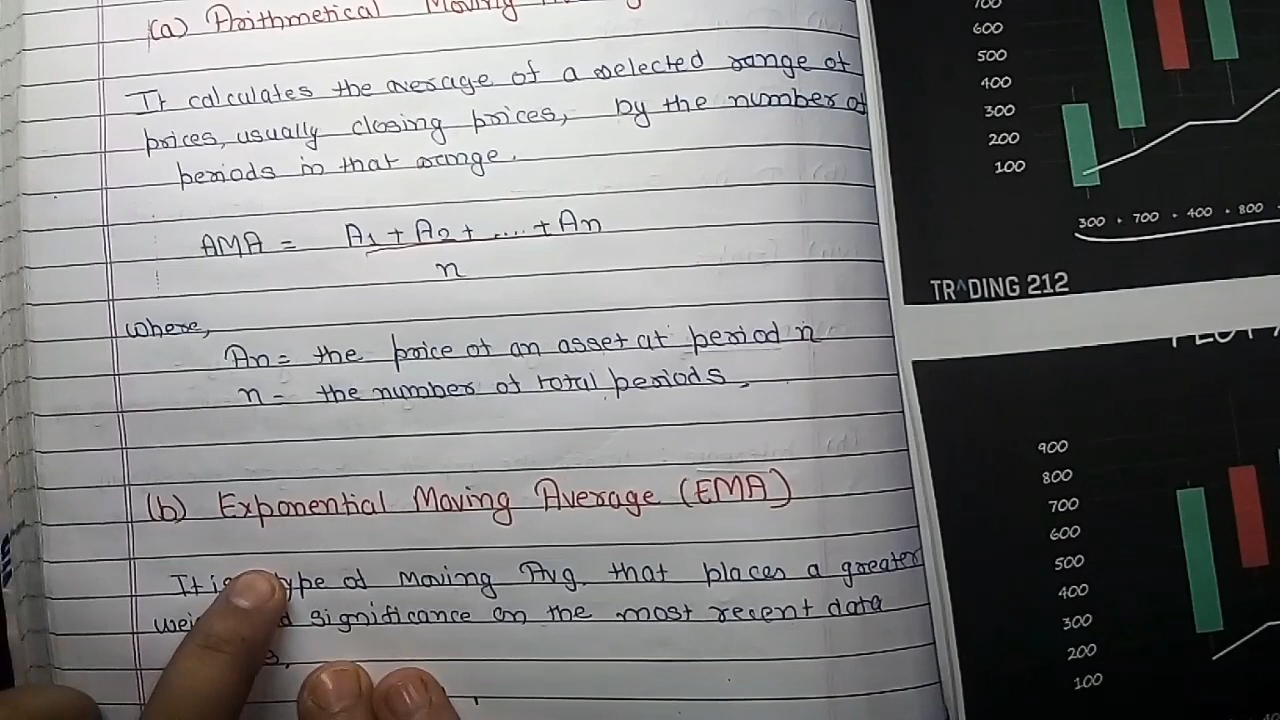 (a) Arithmetical Moving
It calculates the average of a selected range of
prices, usually closing prices, by the number of
periods in that range.
AMA = A1 + A2 + .... + An
n
where,
An = the price of an asset at period n
n - the number of total periods.
(b) Exponential Moving Average (EMA)
It is type of Moving Avg. that places a greater
significance on the most recent data
700
600
500
400
300
200
100
300 • 700 • 400 • 800
TRADING 212
900
800
700
600
500
400
300
200
100